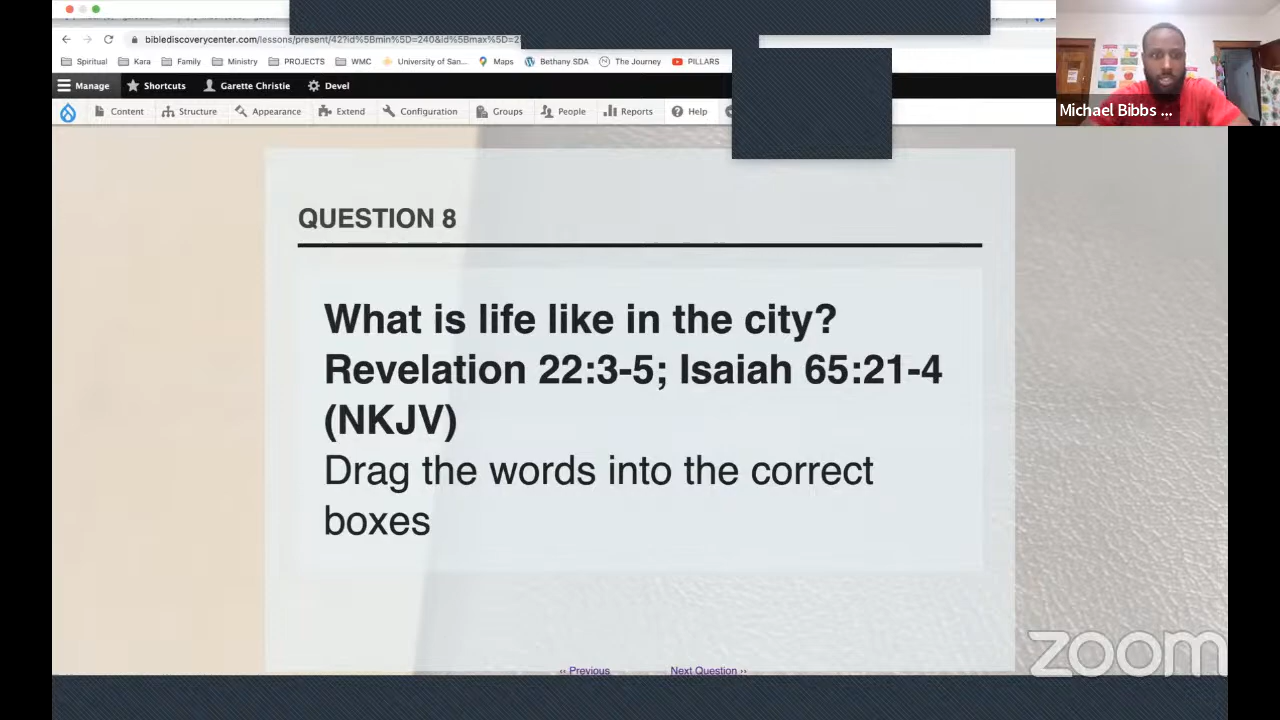 biblediscoverycenter.com/lessons/present/42?id%5Bmin%5D=240&id%5Bmax%5D=2
Spiritual Kara Family Ministry PROJECTS WMC University of San... Maps Bethany SDA The Journey PILLARS
Manage Shortcuts Garette Christie Devel
Content Structure Appearance Extend Configuration Groups People Reports Help
Michael Bibbs ...
QUESTION 8
What is life like in the city?
Revelation 22:3-5; Isaiah 65:21-4
(NKJV)
Drag the words into the correct
boxes
‹‹ Previous Next Question ››
zoom